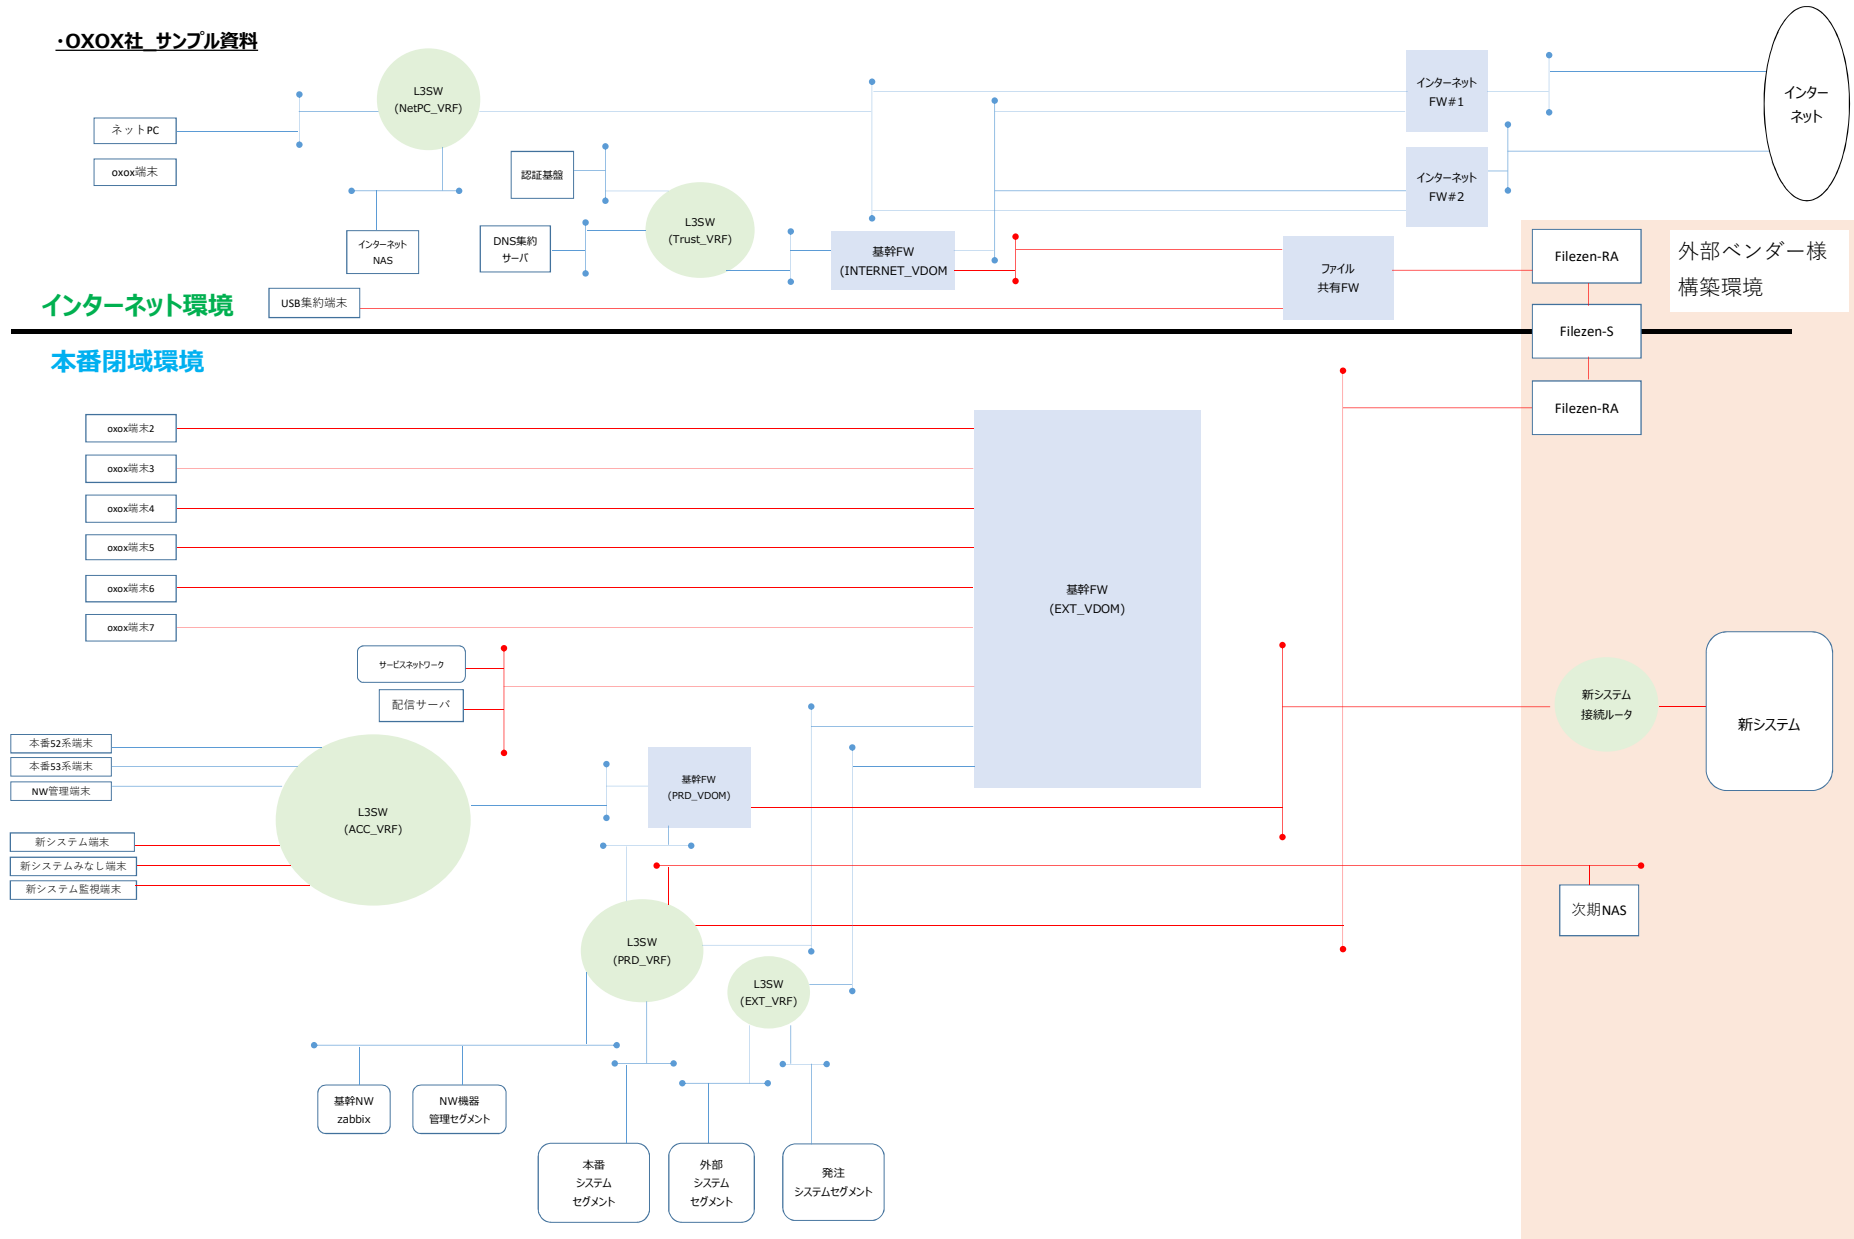 ・OXOX社_サンプル資料
L3SW
(NetPC_VRF)
ネットPC
oxox端末
インターネット
NAS
認証基盤
DNS集約
サーバ
L3SW
(Trust_VRF)
基幹FW
(INTERNET_VDOM
インターネット
FW#1
インターネット
FW#2
インター
ネット
ファイル
共有FW
Filezen-RA
外部ベンダー様
構築環境
USB集約端末
インターネット環境
Filezen-S
本番閉域環境
Filezen-RA
oxox端末2
oxox端末3
oxox端末4
oxox端末5
oxox端末6
oxox端末7
基幹FW
(EXT_VDOM)
サービスネットワーク
配信サーバ
本番52系端末
本番53系端末
NW管理端末
新システム端末
新システムみなし端末
新システム監視端末
L3SW
(ACC_VRF)
基幹FW
(PRD_VDOM)
新システム
接続ルータ
新システム
次期NAS
L3SW
(PRD_VRF)
L3SW
(EXT_VRF)
基幹NW
zabbix
NW機器
管理セグメント
本番
システム
セグメント
外部
システム
セグメント
発注
システムセグメント